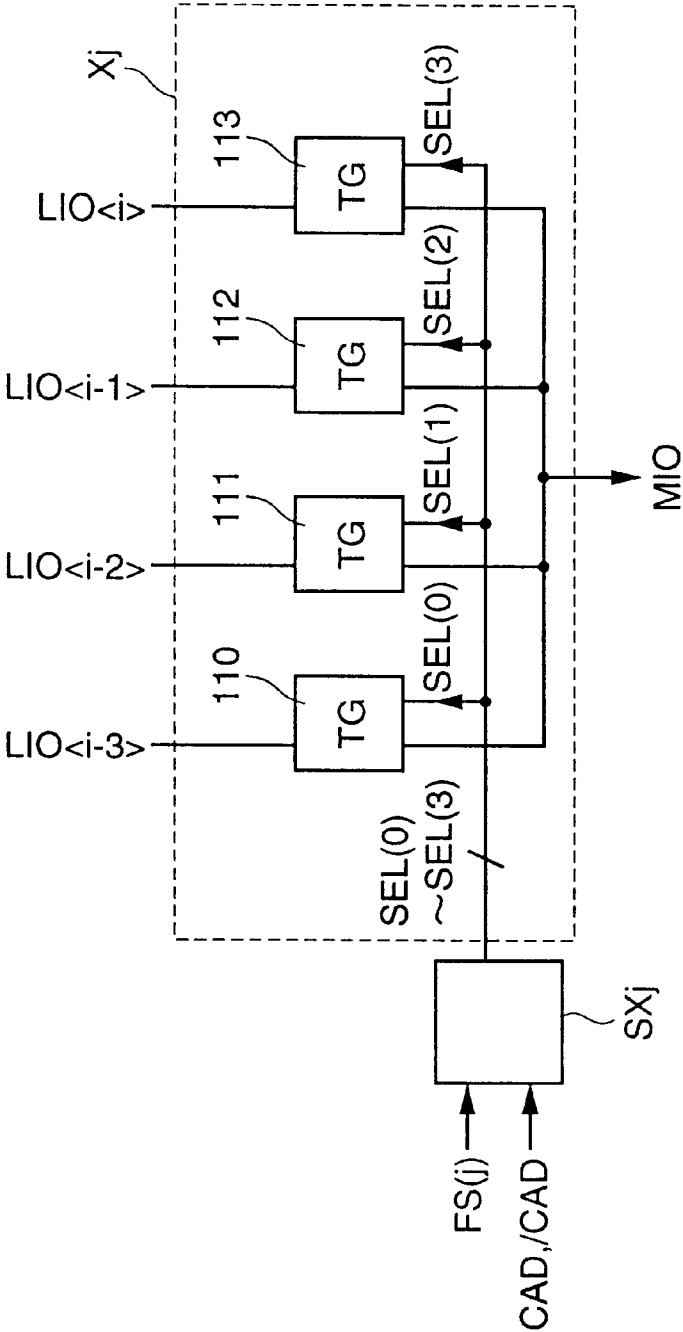 LIO<i-3>
LIO<i-2>
LIO<i-1>
LIO<i>
Xj
110
111
112
113
TG
TG
TG
TG
SEL(0)
SEL(1)
SEL(2)
SEL(3)
SEL(0)
~SEL(3)
FS(j)
CAD,/CAD
SXj
MIO